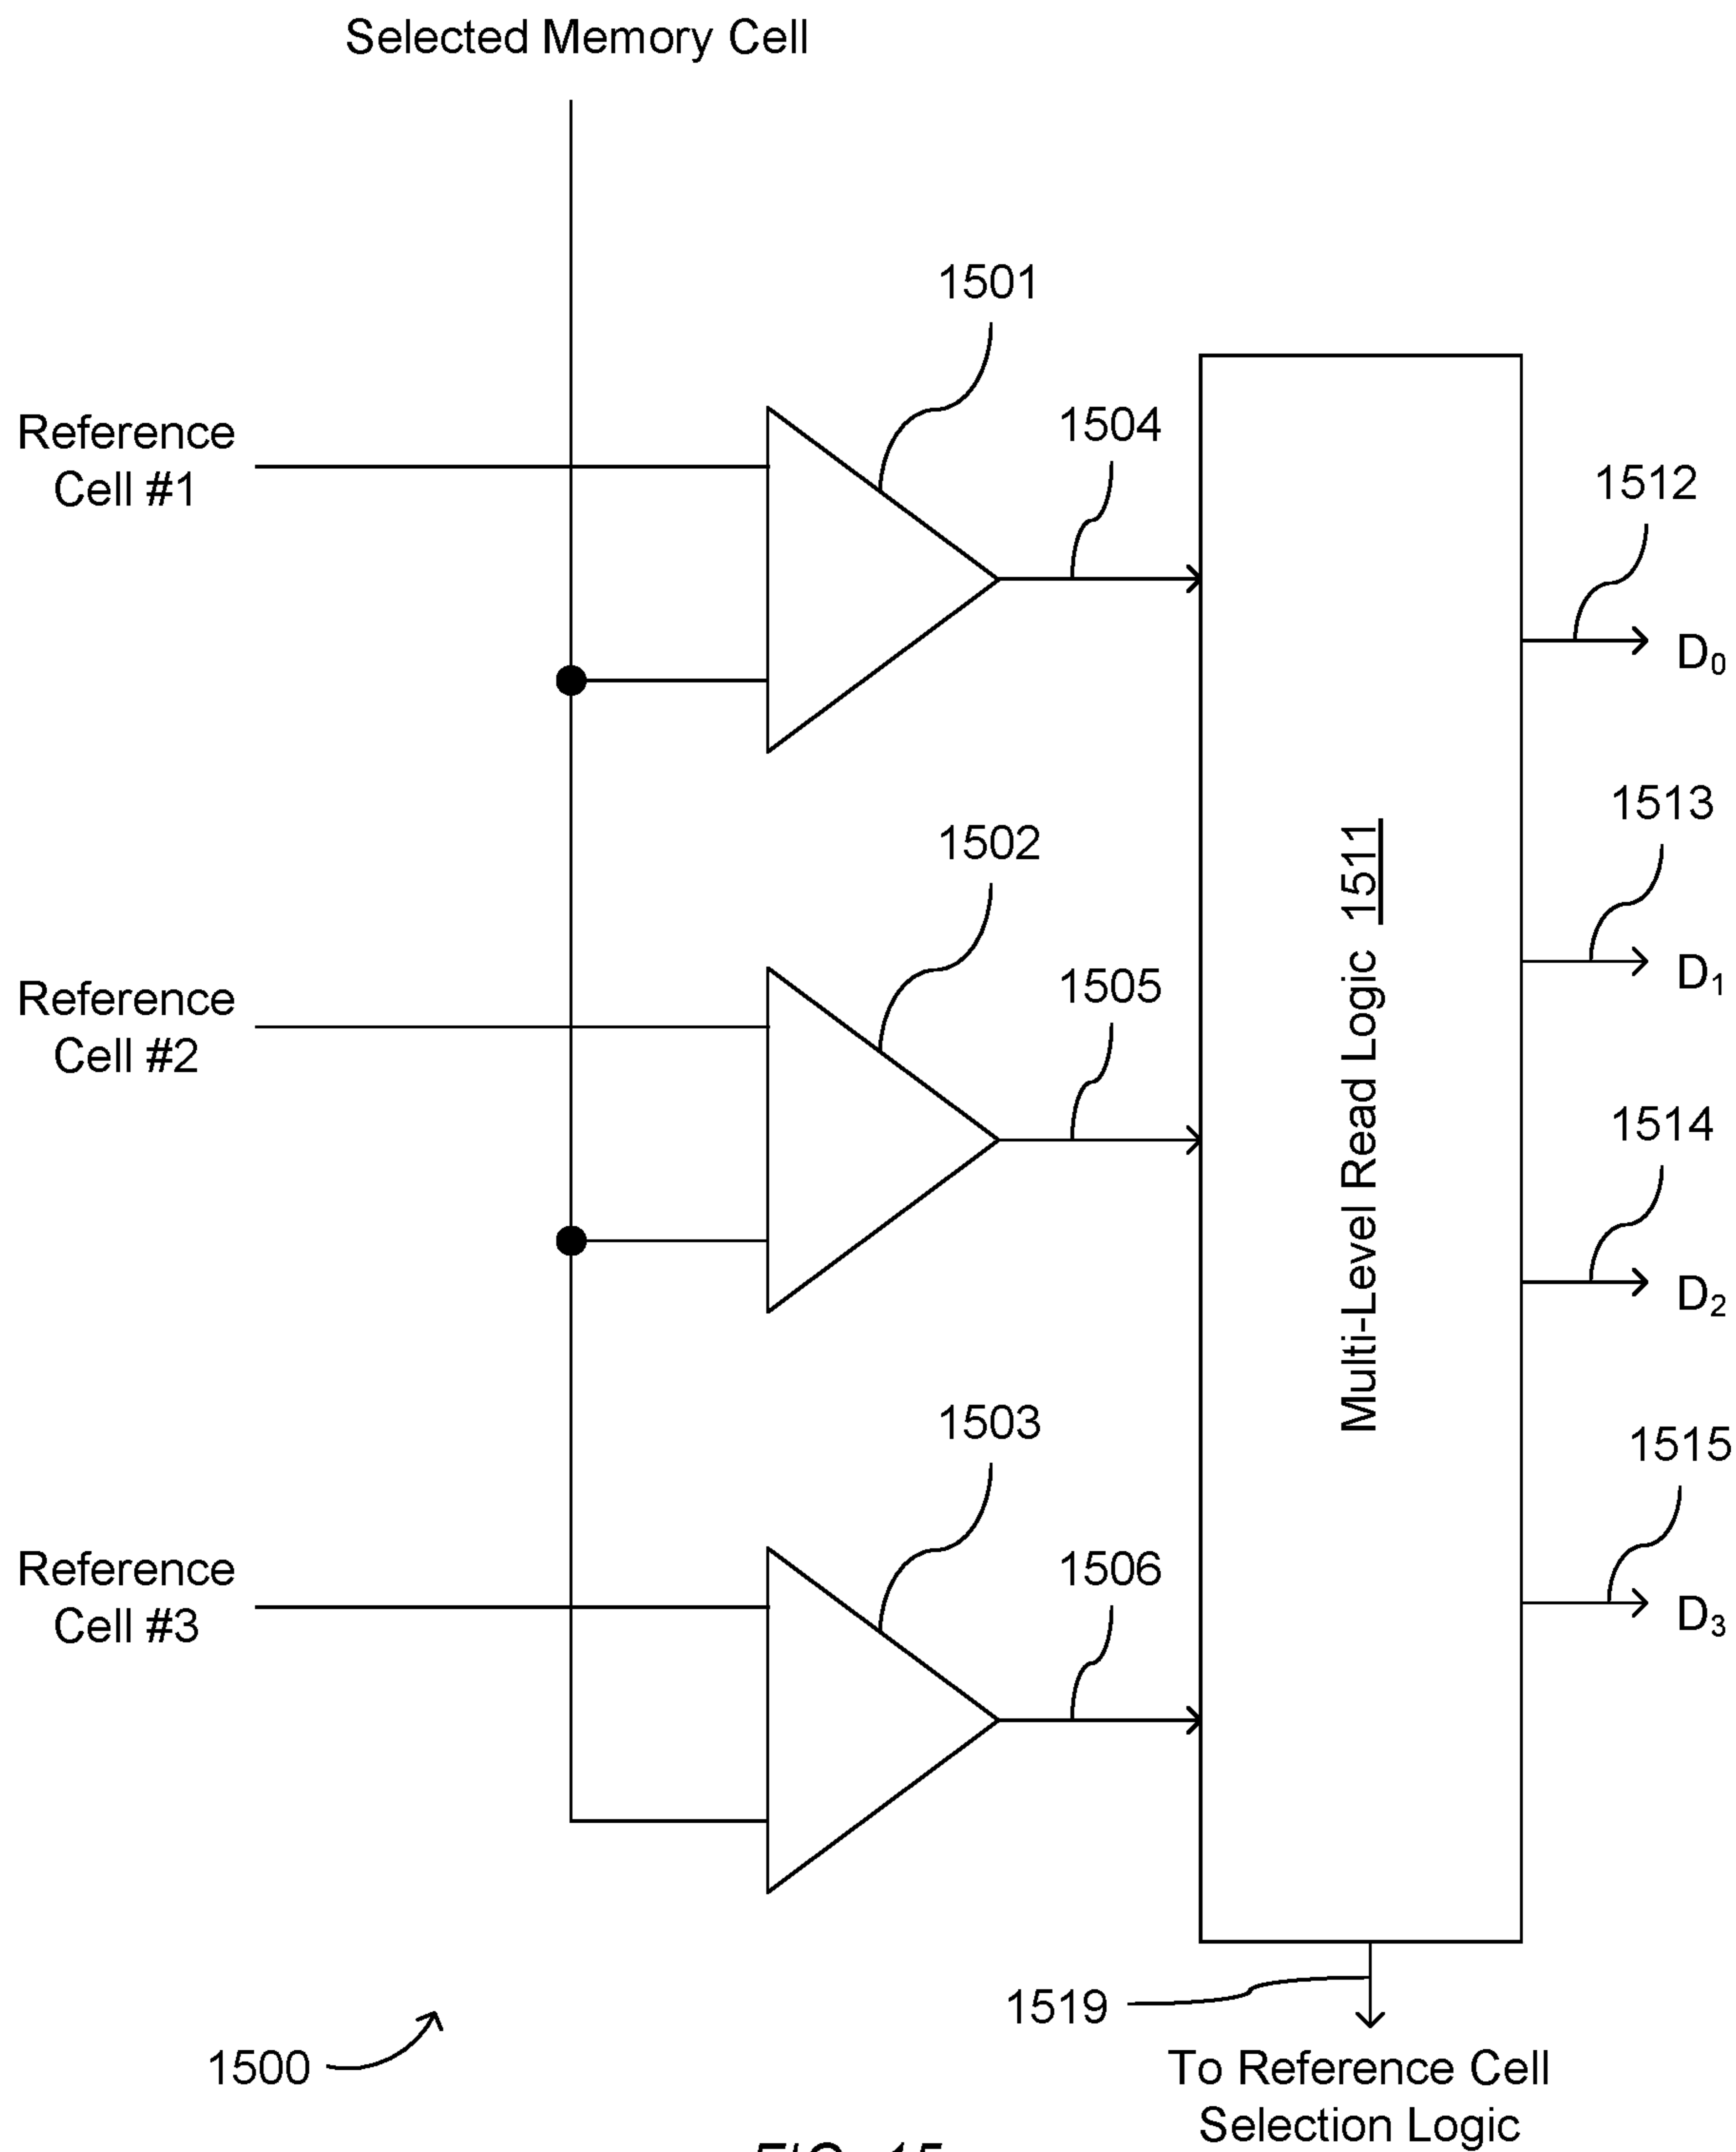 Selected Memory Cell
1501
Reference
Cell #1
1504
1512
D0
1513
1502
D1
Reference
Cell #2
1505
Multi-Level Read Logic 1511
1514
D2
1503
1515
Reference
Cell #3
1506
D3
1519
1500
To Reference Cell
Selection Logic
FIG. 15